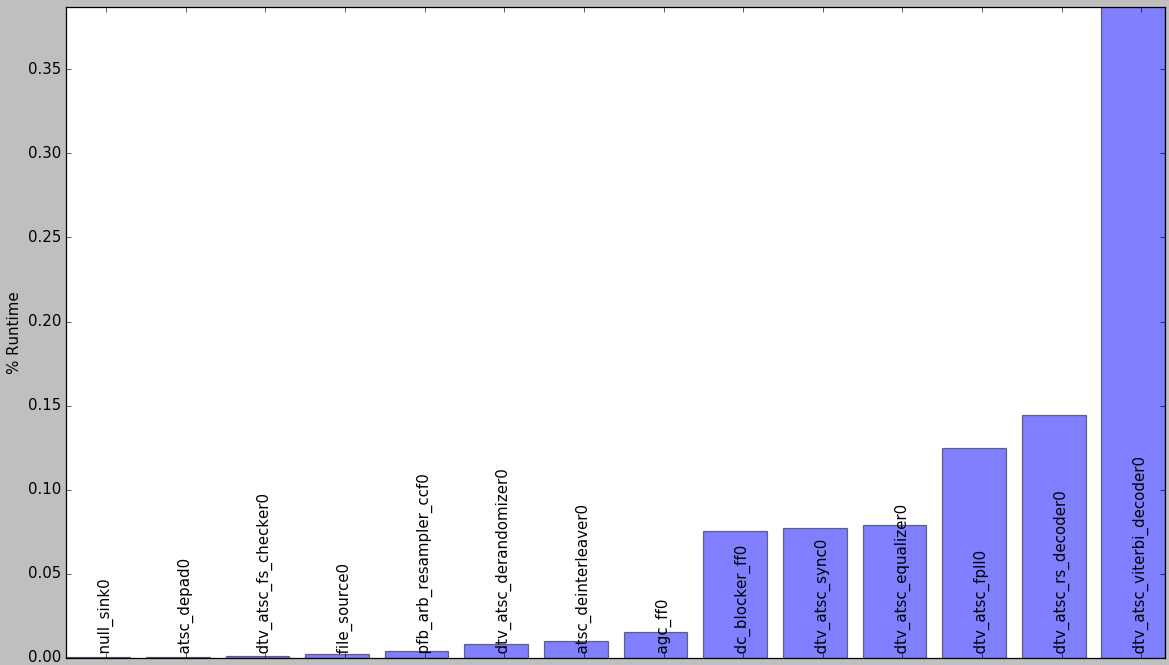 0.35
0.30
0.25
0.20
0.15
0.10
0.05
0.00
% Runtime
null_sink0
atsc_depad0
dtv_atsc_fs_checker0
file_source0
pfb_arb_resampler_ccf0
dtv_atsc_derandomizer0
atsc_deinterleaver0
agc_ff0
dc_blocker_ff0
dtv_atsc_sync0
dtv_atsc_equalizer0
dtv_atsc_fpll0
dtv_atsc_rs_decoder0
dtv_atsc_viterbi_decoder0